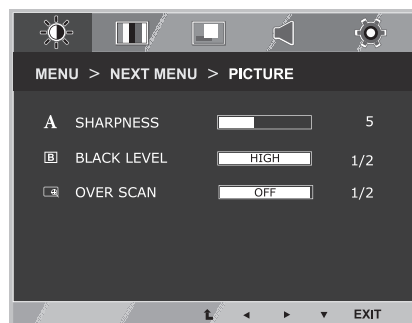 MENU > NEXT MENU > PICTURE
A SHARPNESS 5
B BLACK LEVEL HIGH 1/2
OVER SCAN OFF 1/2
EXIT